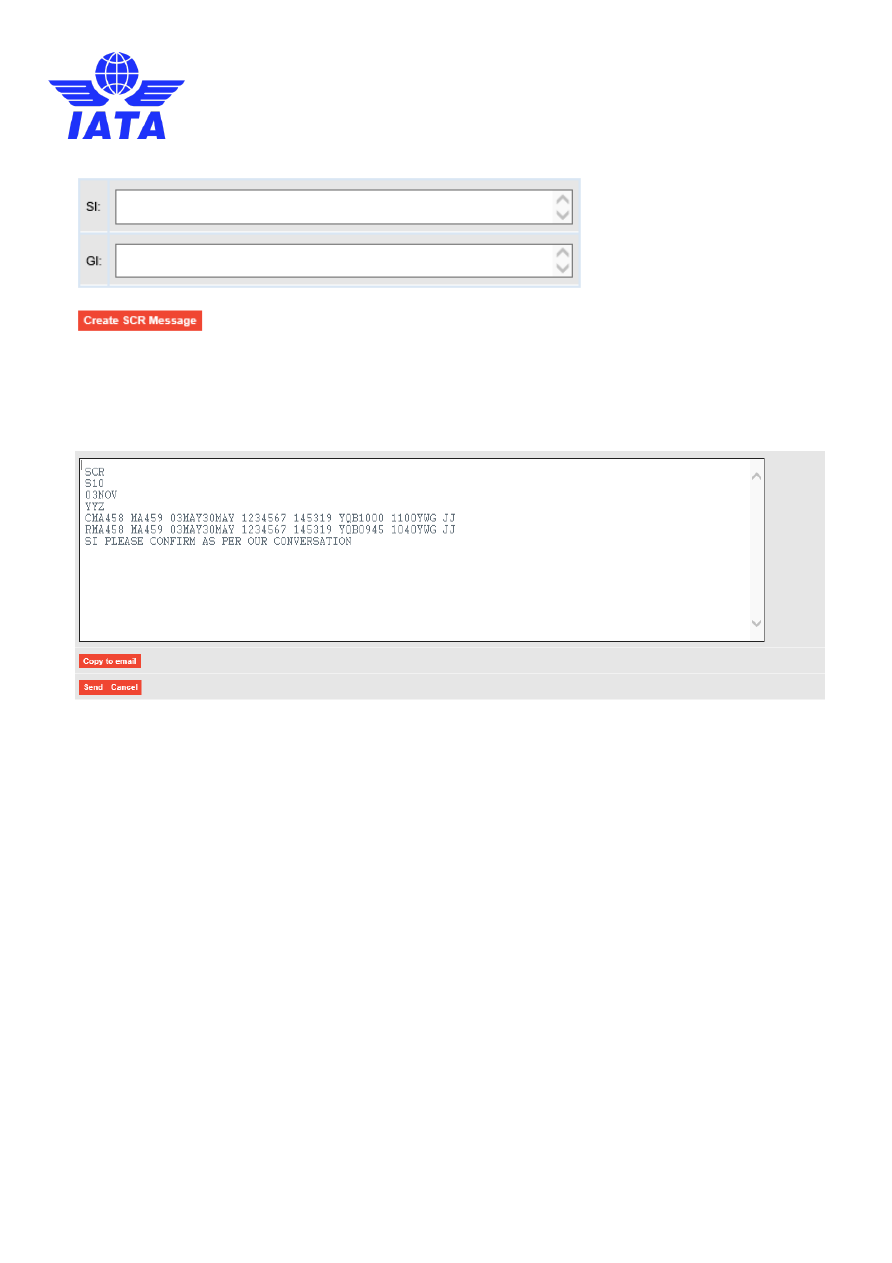 IATA
SI:
GI:
Create SCR Message
SCR
S10
03NOV
YYZ
CMA458 MA459 03MAY30MAY 1234567 145319 YQB1000 1100YWG JJ
RMA458 MA459 03MAY30MAY 1234567 145319 YQB0945 1040YWG JJ
SI PLEASE CONFIRM AS PER OUR CONVERSATION
Copy to email
Send Cancel